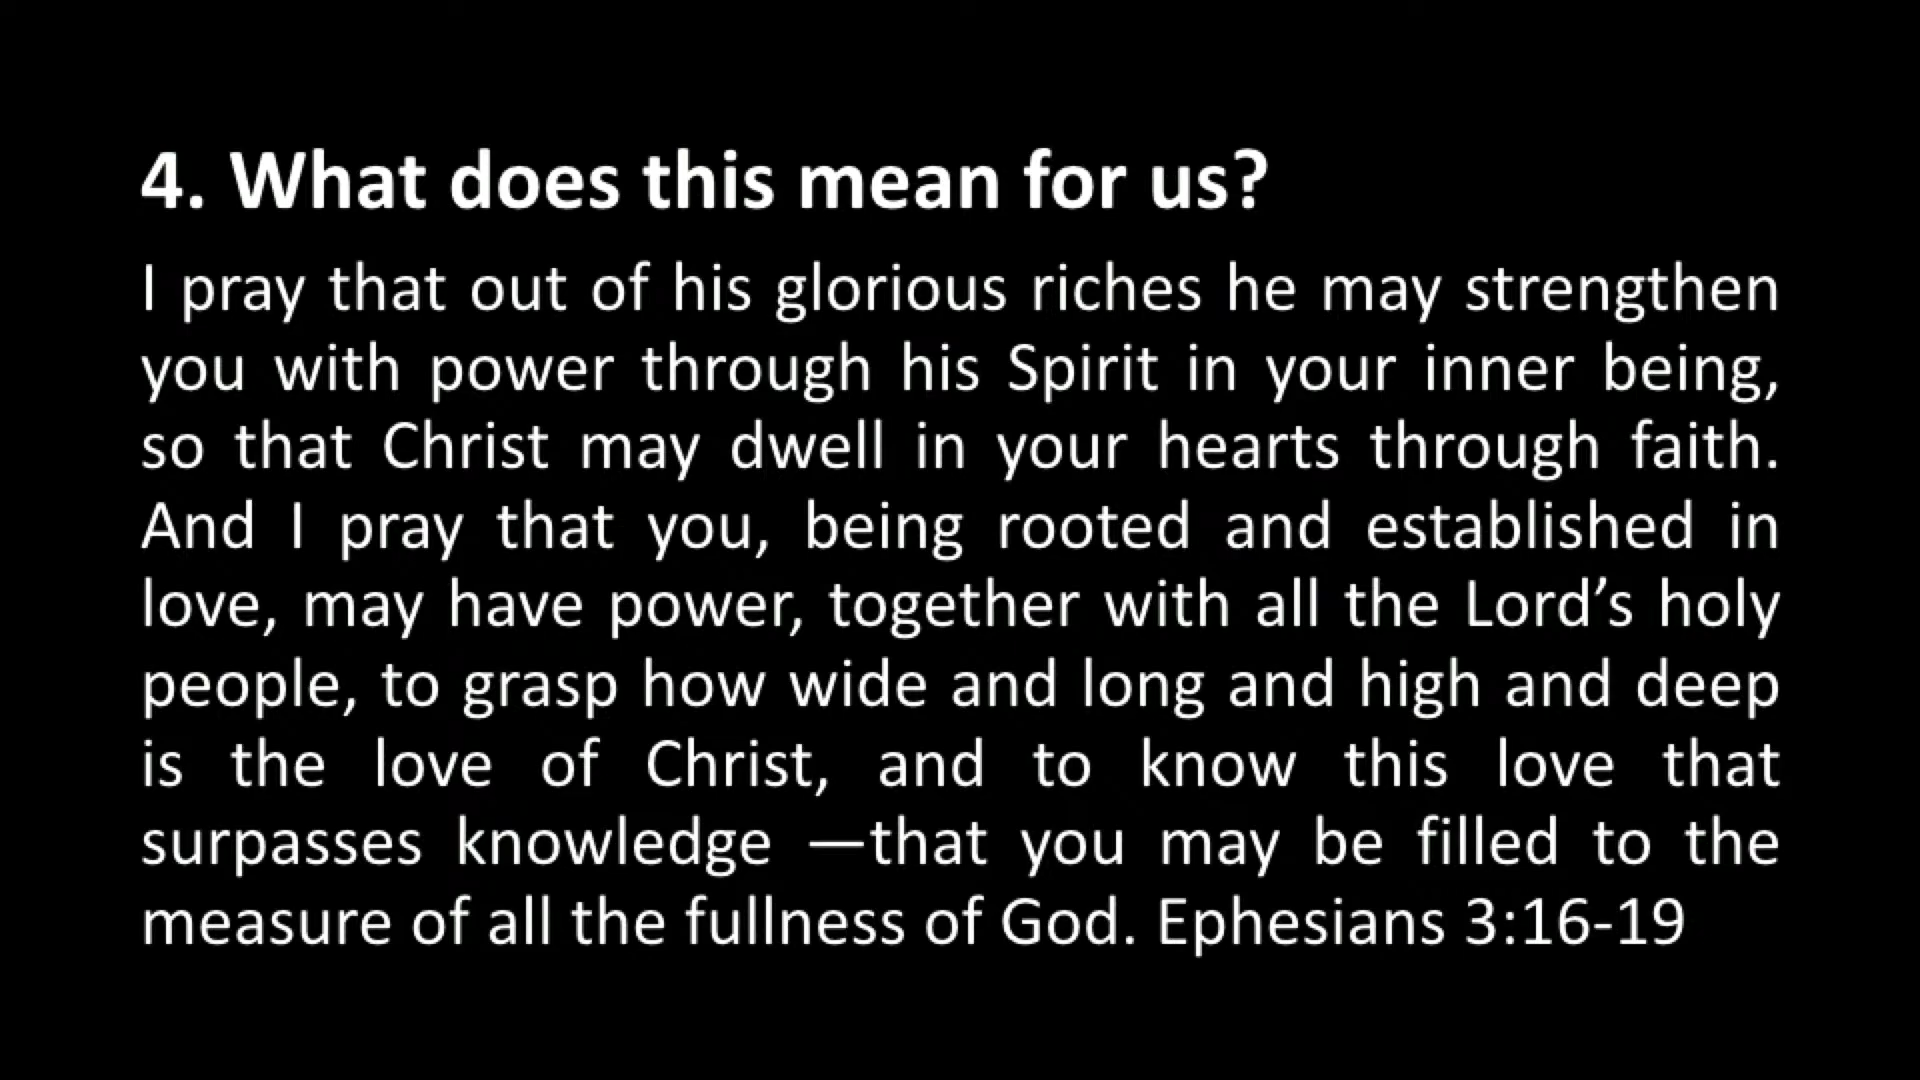 4. What does this mean for us?
I pray that out of his glorious riches he may strengthen
you with power through his Spirit in your inner being,
so that Christ may dwell in your hearts through faith.
And I pray that you, being rooted and established in
love, may have power, together with all the Lord’s holy
people, to grasp how wide and long and high and deep
is the love of Christ, and to know this love that
surpasses knowledge —that you may be filled to the
measure of all the fullness of God. Ephesians 3:16-19